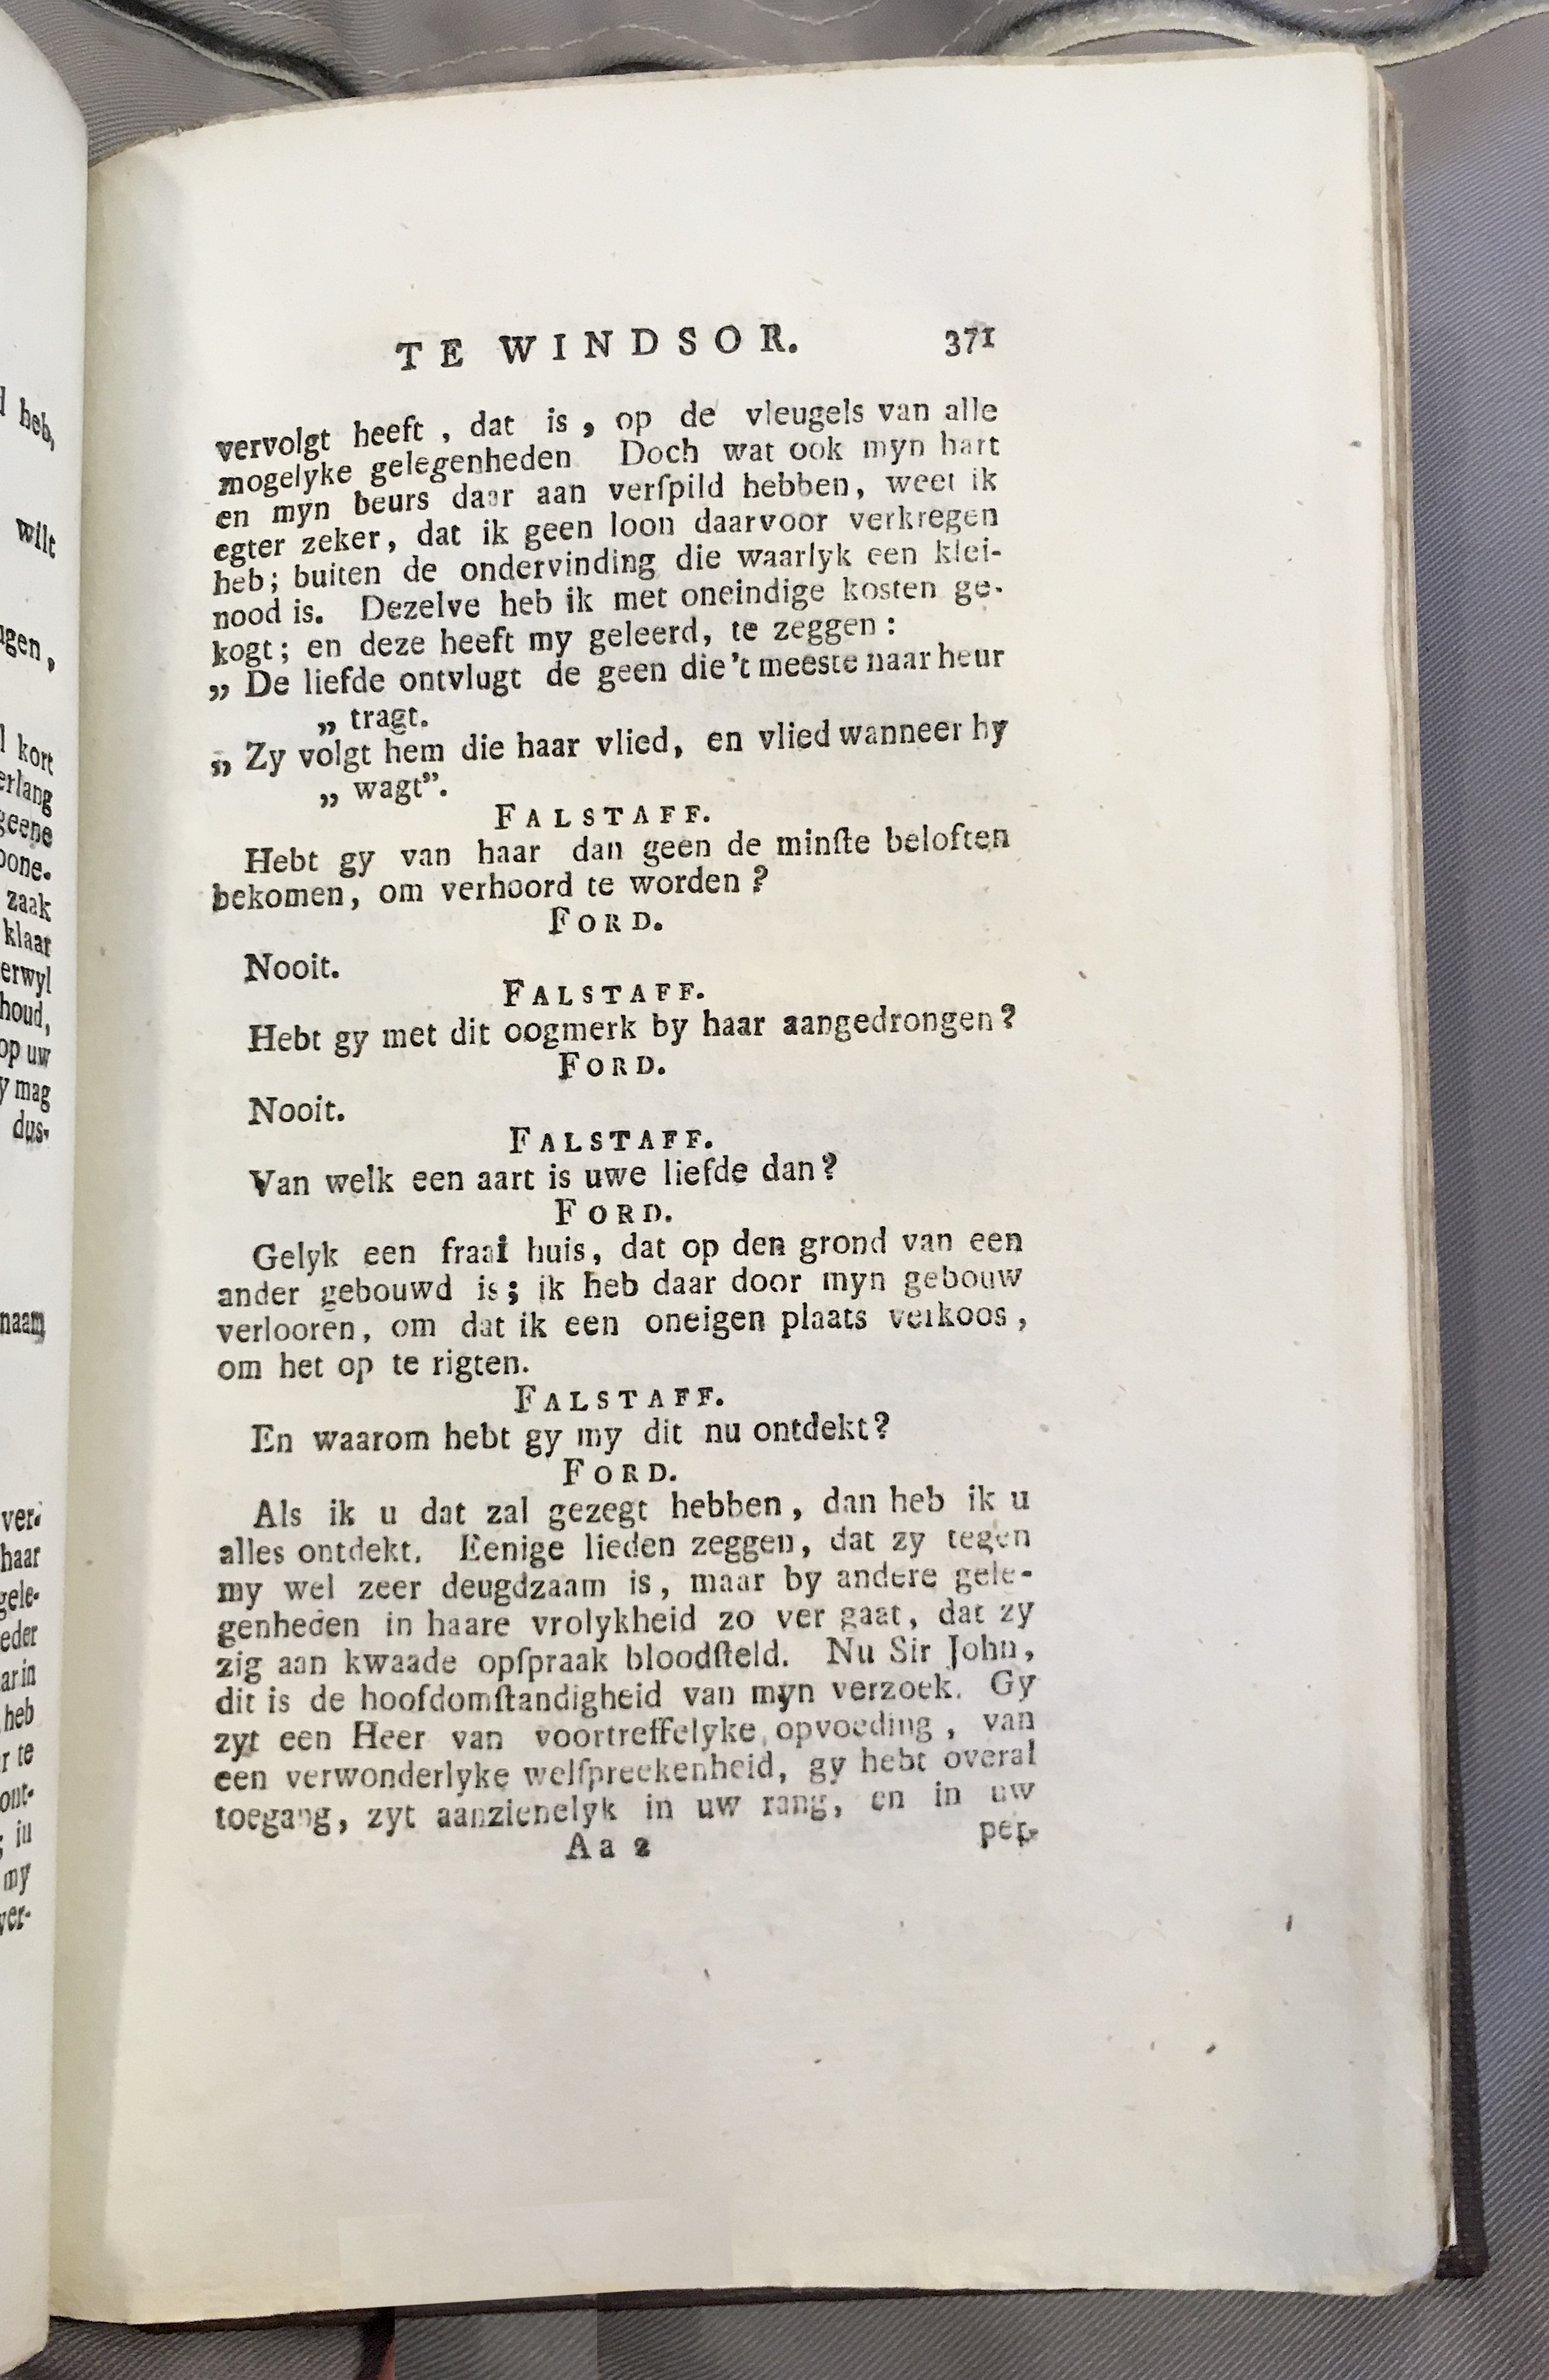 TE WINDSOR. 371
vervolgt heeft, dat is, op de vleugels van alle
mogelyke gelegenheden Doch wat ook myn hart
en myn beurs daar aan verſpild hebben, weet ik
egter zeker, dat ik geen loon daarvoor verkregen
heb; buiten de ondervinding die waarlyk een klei-
nood is. Dezelve heb ik met oneindige kosten ge-
kogt; en deze heeft my geleerd, te zeggen:
„ De liefde ontvlugt de geen die 't meeste naar heur
„ tragt.
„ Zy volgt hem die haar vlied, en vlied wanneer hy
„ wagt”.
FALSTAFF.
Hebt gy van haar dan geen de minſte beloften
bekomen, om verhoord te worden?
FORD.
Nooit.
FALSTAFF.
Hebt gy met dit oogmerk by haar aangedrongen?
FORD.
Nooit.
FALSTAFF.
Van welk een aart is uwe liefde dan?
FORD.
Gelyk een fraai huis, dat op den grond van een
ander gebouwd is; ik heb daar door myn gebouw
verlooren, om dat ik een oneigen plaats verkoos,
om het op te rigten.
FALSTAFF.
En waarom hebt gy my dit nu ontdekt?
FORD.
Als ik u dat zal gezegt hebben, dan heb ik u
alles ontdekt. Eenige lieden zeggen, dat zy tegen
my wel zeer deugdzaam is, maar by andere gele-
genheden in haare vrolykheid zo ver gaat, dat zy
zig aan kwaade opſpraak bloodſteld. Nu Sir John,
dit is de hoofdomſtandigheid van myn verzoek. Gy
zyt een Heer van voortreffelyke opvoeding, van
een verwonderlyke welſpreekenheid, gy hebt overal
toegang, zyt aanzienelyk in uw rang, en in uw
Aa 2 per-